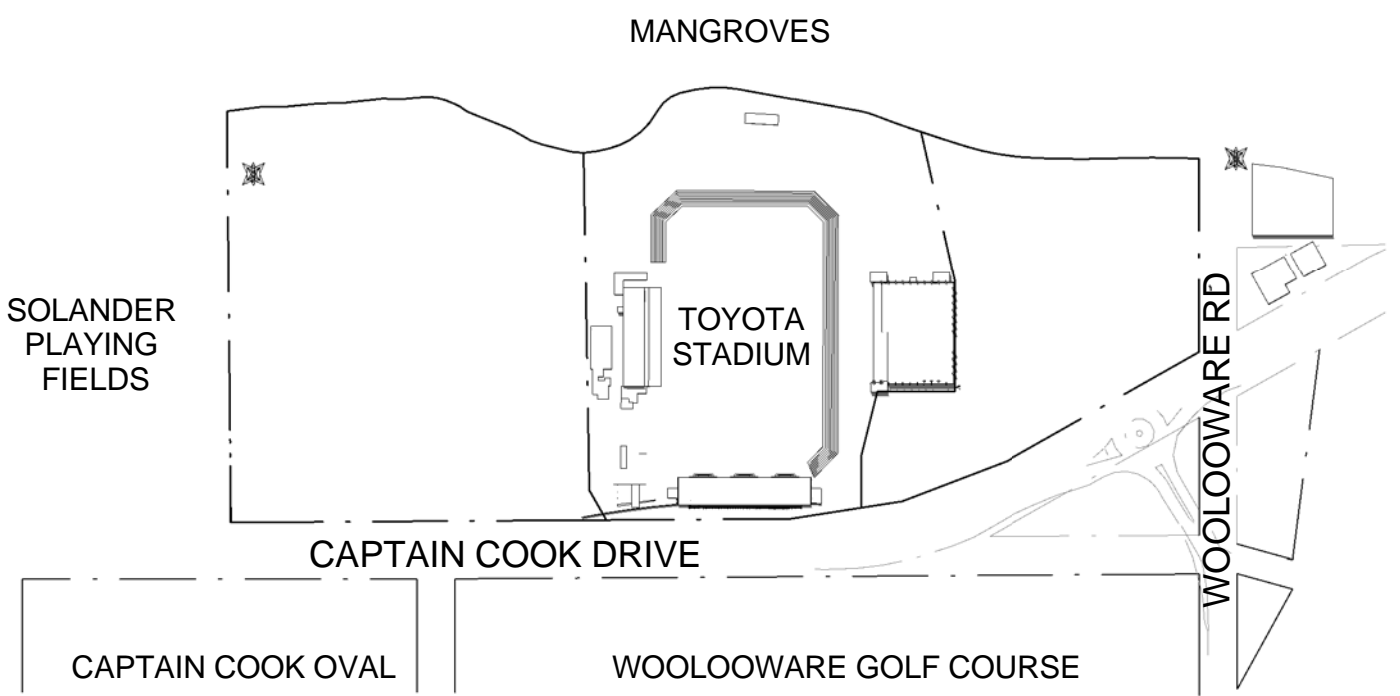 MANGROVES
SOLANDER
PLAYING
FIELDS
TOYOTA
STADIUM
WOOLOOWARE RD
CAPTAIN COOK DRIVE
CAPTAIN COOK OVAL
WOOLOOWARE GOLF COURSE